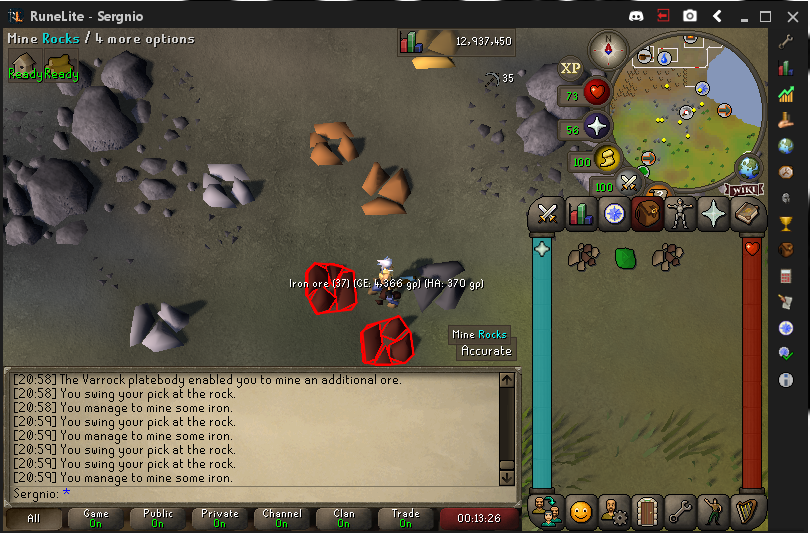 RuneLite - Sergnio
Mine Rocks / 4 more options
12,937,450
Ready Ready
35
N
XP
73
56
100
100
WIKI
Iron ore (37) (GE: 4,366 gp) (HA: 370 gp)
Mine Rocks
Accurate
[20:58] The Varrock platebody enabled you to mine an additional ore.
[20:58] You swing your pick at the rock.
[20:58] You manage to mine some iron.
[20:59] You swing your pick at the rock.
[20:59] You manage to mine some iron.
[20:59] You swing your pick at the rock.
[20:59] You swing your pick at the rock.
[20:59] You manage to mine some iron.
Sergnio: *
All
Game
On
Public
On
Private
On
Channel
On
Clan
On
Trade
On
00:13:26